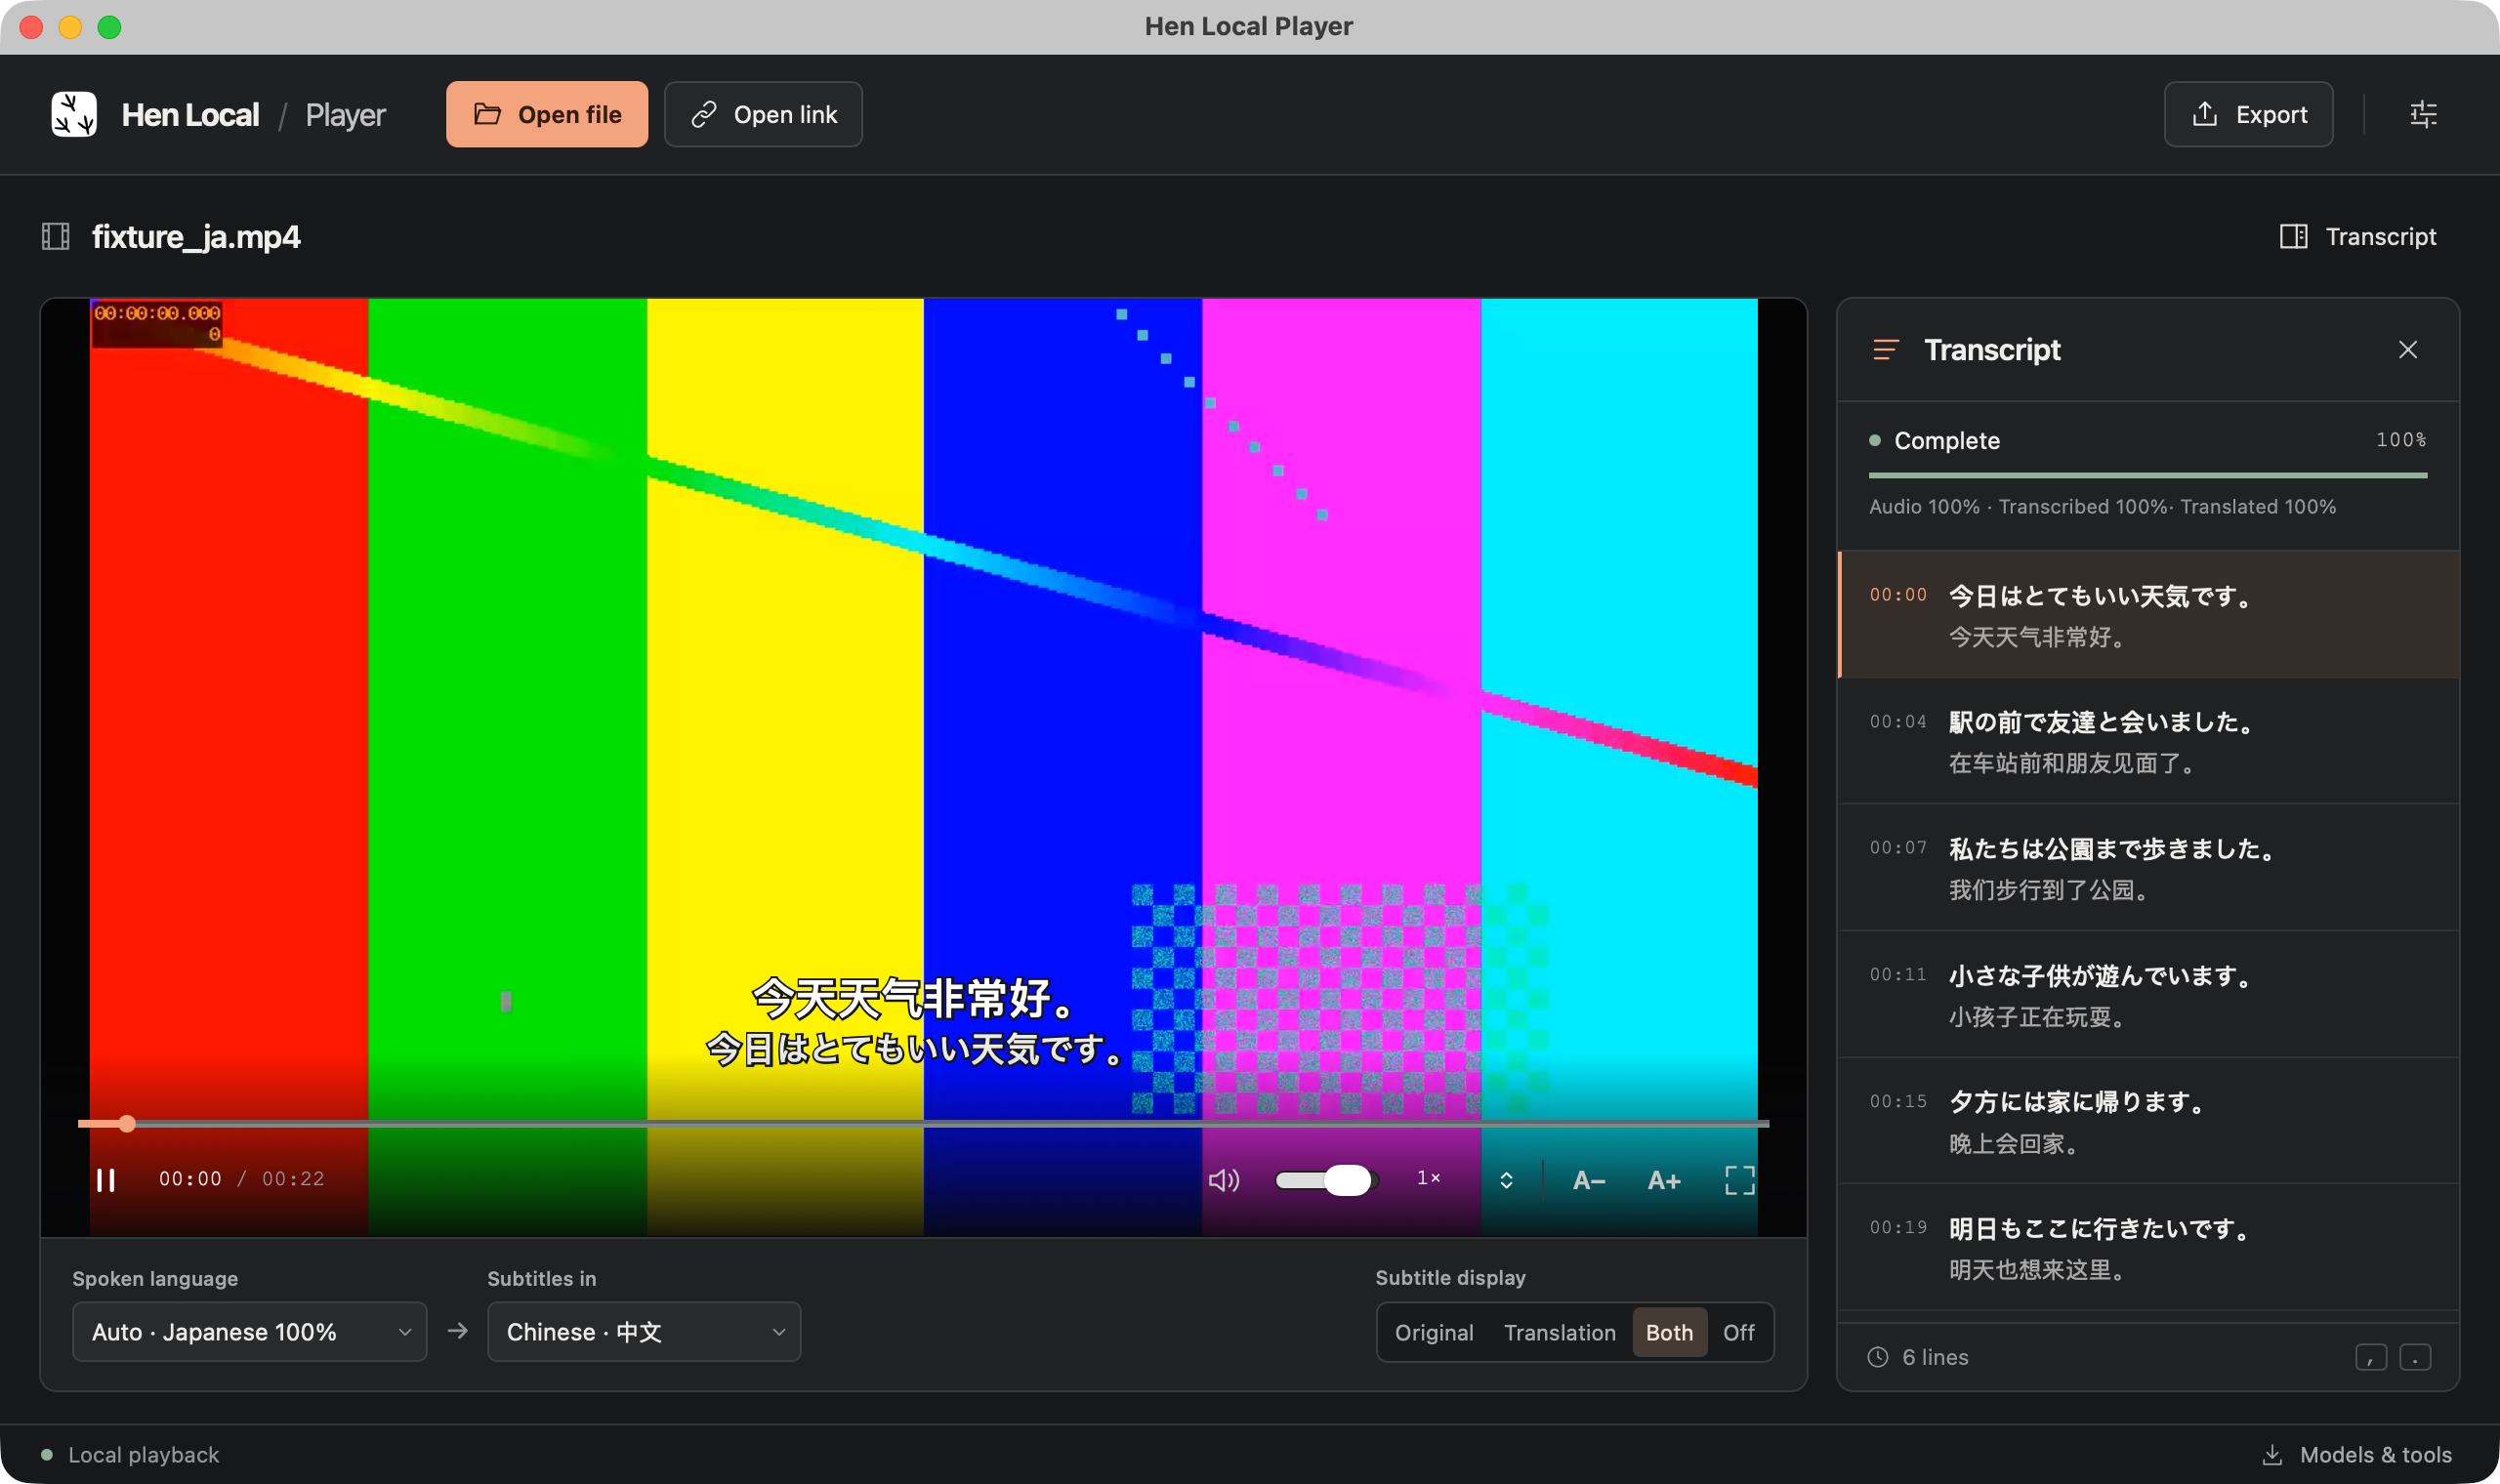 Hen Local Player
Hen Local / Player
Open file
Open link
Export
fixture_ja.mp4
Transcript
00:00:00.000
0
今天天气非常好。
今日はとてもいい天気です。
00:00 / 00:22
1×
A−
A+
Spoken language
Auto · Japanese 100%
Subtitles in
Chinese · 中文
Subtitle display
Original
Translation
Both
Off
Transcript
Complete
100%
Audio 100% · Transcribed 100%· Translated 100%
00:00 今日はとてもいい天気です。
今天天气非常好。
00:04 駅の前で友達と会いました。
在车站前和朋友见面了。
00:07 私たちは公園まで歩きました。
我们步行到了公园。
00:11 小さな子供が遊んでいます。
小孩子正在玩耍。
00:15 夕方には家に帰ります。
晚上会回家。
00:19 明日もここに行きたいです。
明天也想来这里。
6 lines
,
.
Local playback
Models & tools